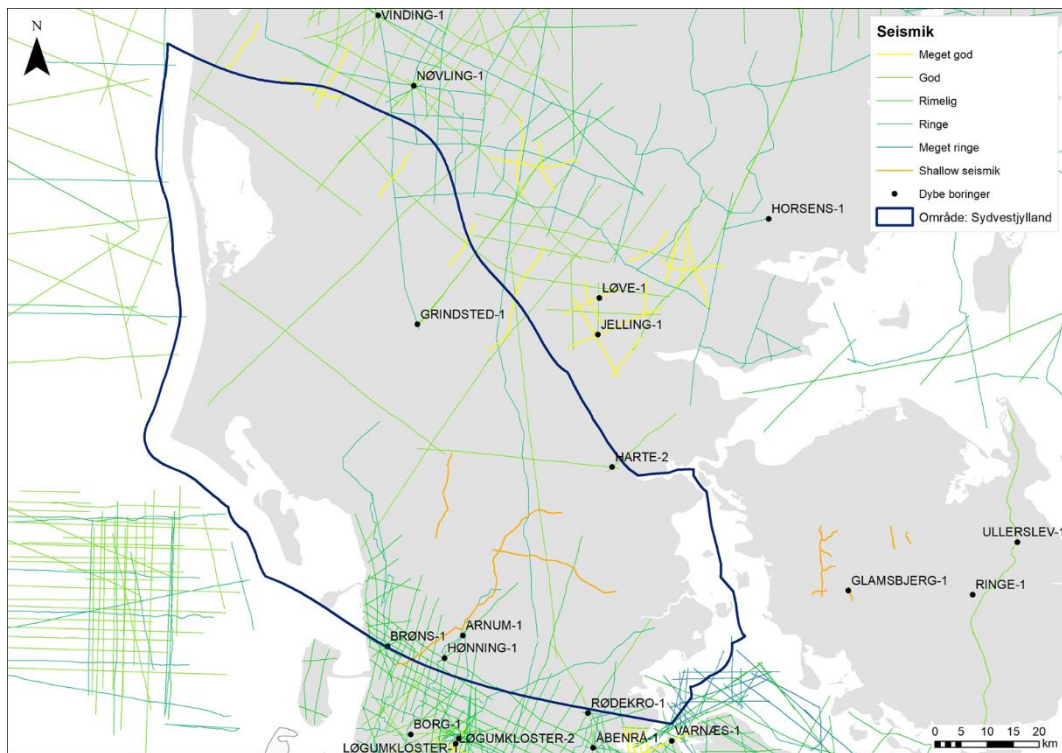 N
Seismik
Meget god
God
Rimelig
Ringe
Meget ringe
Shallow seismik
Dybe boringer
Område: Sydvestjylland
VINDING-1
NØVLING-1
HORSENS-1
LØVE-1
GRINDSTED-1
JELLING-1
HARTE-2
ULLERSLEV-1
GLAMSBJERG-1
RINGE-1
ARNUM-1
BRØNS-1
HØNNING-1
RØDEKRO-1
BORG-1
VARNÆS-1
LØGUMKLOSTER-2
LØGUMKLOSTER-1
ÅBENRÅ-1
0 5 10 15 20
km